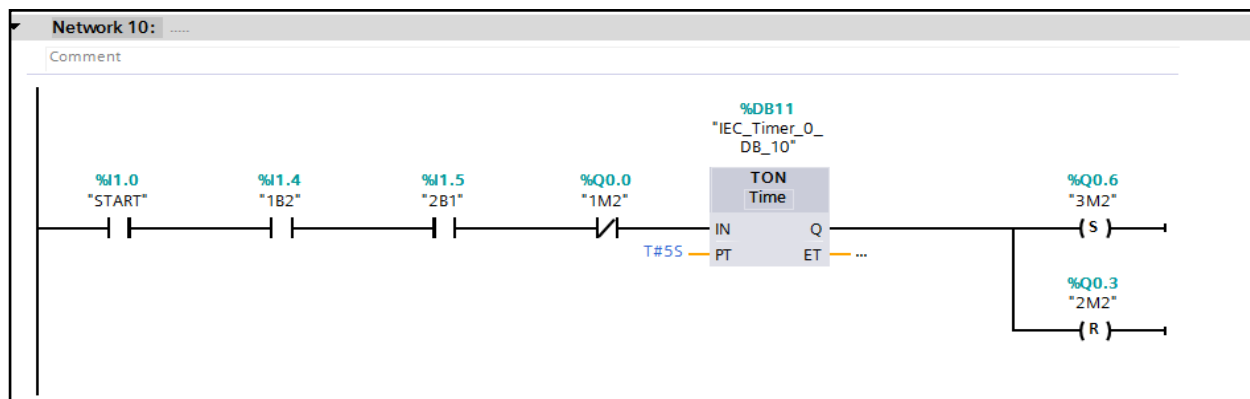 Network 10: .....
Comment
%DB11
"IEC_Timer_0_
DB_10"
%I1.0
"START"
%I1.4
"1B2"
%I1.5
"2B1"
%Q0.0
"1M2"
TON
Time
%Q0.6
"3M2"
IN
Q
S
T#5S
PT
ET
...
%Q0.3
"2M2"
R